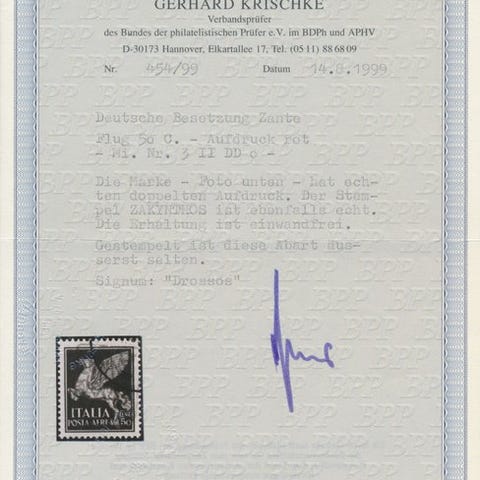 GERHARD KRISCHKE
Verbandsprüfer
des Bundes der philatelistischen Prüfer e.V. im BDPh und APHV
D-30173 Hannover, Elkartallee 17, Tel. (05 11) 88 68 09
Nr. 454/99 Datum 14.8.1999
Deutsche Besetzung Zante
Flug 50 C. - Aufdruck rot
- Mi. Nr. 3 II DD o -
Die Marke - Foto unten - hat ech-
ten doppelten Aufdruck. Der Stem-
pel ZAKYNTHOS ist ebenfalls echt.
Die Erhaltung ist einwandfrei.
Gestempelt ist diese Abart äus-
serst selten.
Signum: "Drossos"
ITALIA
POSTA AEREA
50
BPP